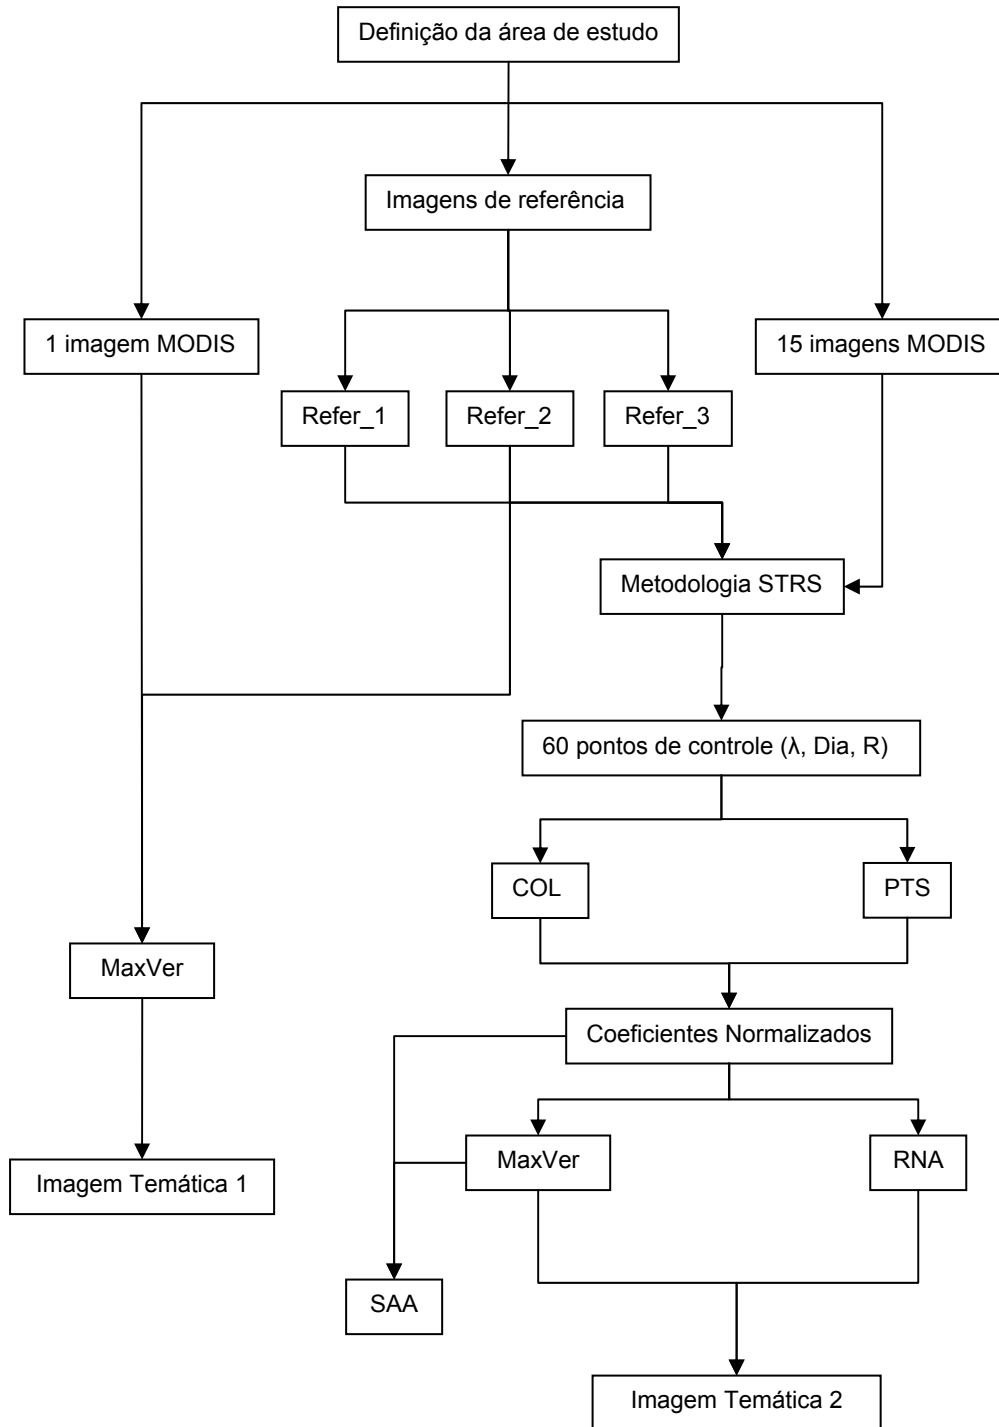 Definição da área de estudo
Imagens de referência
1 imagem MODIS
15 imagens MODIS
Refer_1
Refer_2
Refer_3
Metodologia STRS
60 pontos de controle (λ, Dia, R)
COL
PTS
MaxVer
Coeficientes Normalizados
MaxVer
RNA
Imagem Temática 1
SAA
Imagem Temática 2